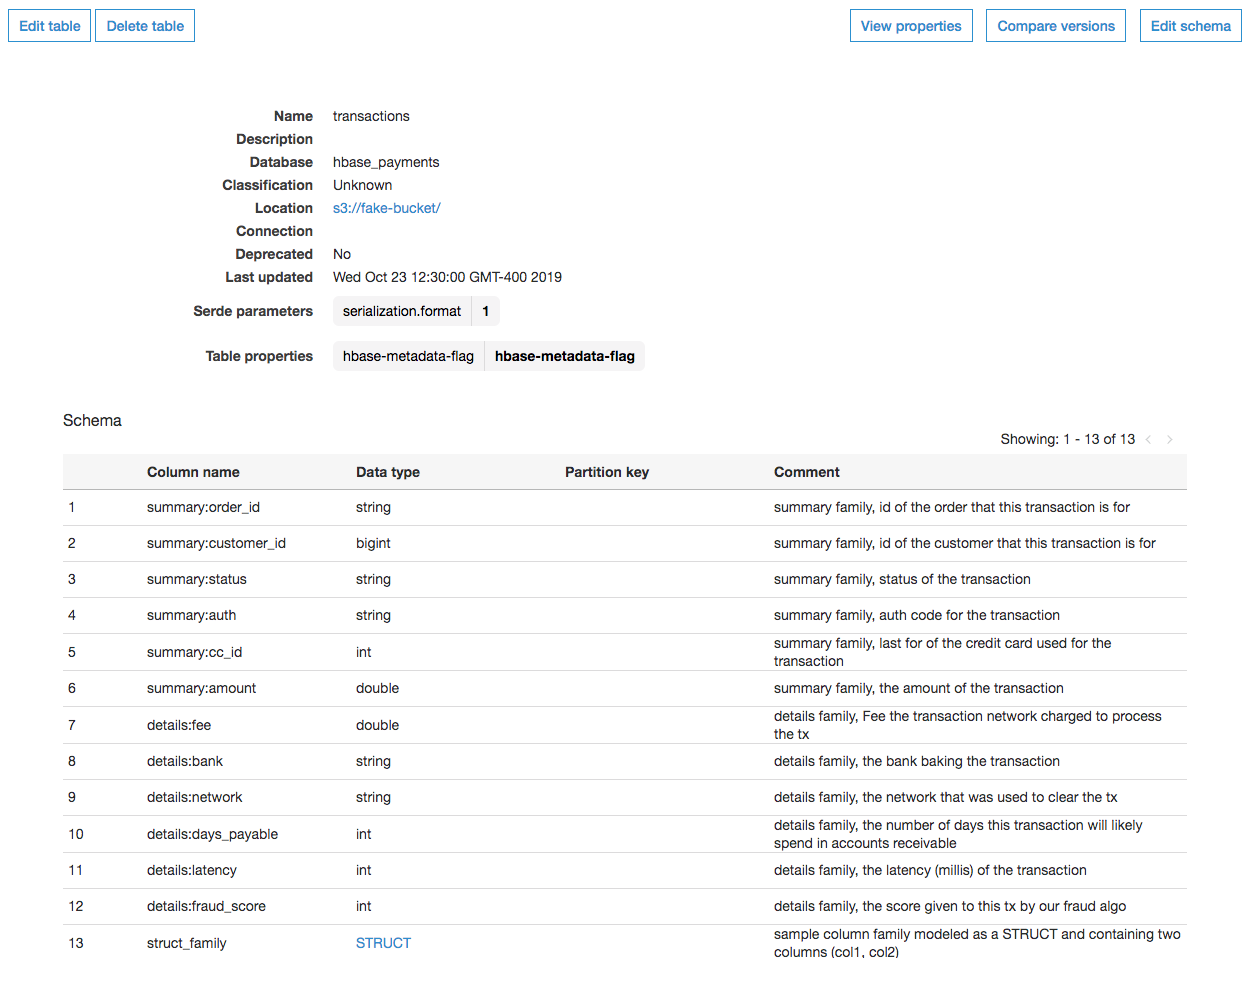 Edit table Delete table View properties Compare versions Edit schema
Name transactions
Description
Database hbase_payments
Classification Unknown
Location s3://fake-bucket/
Connection
Deprecated No
Last updated Wed Oct 23 12:30:00 GMT-400 2019
Serde parameters serialization.format 1
Table properties hbase-metadata-flag hbase-metadata-flag
Schema
Showing: 1 - 13 of 13 < >
Column name Data type Partition key Comment
1 summary:order_id string summary family, id of the order that this transaction is for
2 summary:customer_id bigint summary family, id of the customer that this transaction is for
3 summary:status string summary family, status of the transaction
4 summary:auth string summary family, auth code for the transaction
5 summary:cc_id int summary family, last for of the credit card used for the
transaction
6 summary:amount double summary family, the amount of the transaction
7 details:fee double details family, Fee the transaction network charged to process
the tx
8 details:bank string details family, the bank baking the transaction
9 details:network string details family, the network that was used to clear the tx
10 details:days_payable int details family, the number of days this transaction will likely
spend in accounts receivable
11 details:latency int details family, the latency (millis) of the transaction
12 details:fraud_score int details family, the score given to this tx by our fraud algo
13 struct_family STRUCT sample column family modeled as a STRUCT and containing two
columns (col1, col2)